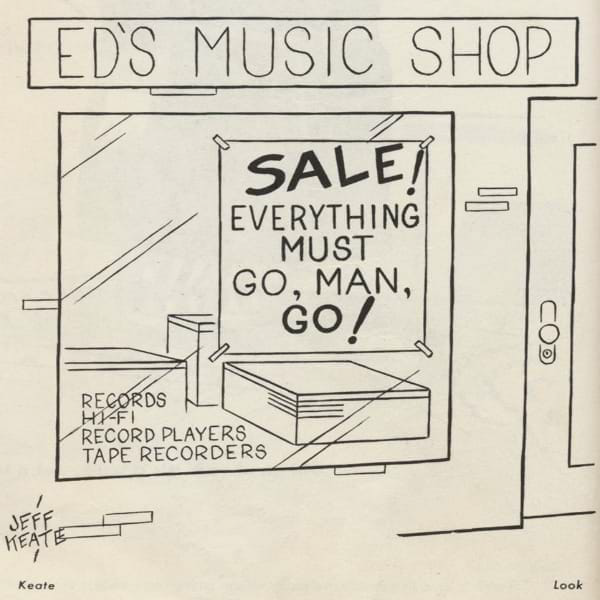 ED'S MUSIC SHOP
SALE!
EVERYTHING
MUST
GO, MAN,
GO!
RECORDS
HI-FI
RECORD PLAYERS
TAPE RECORDERS
JEFF
KEATE
Keate
Look